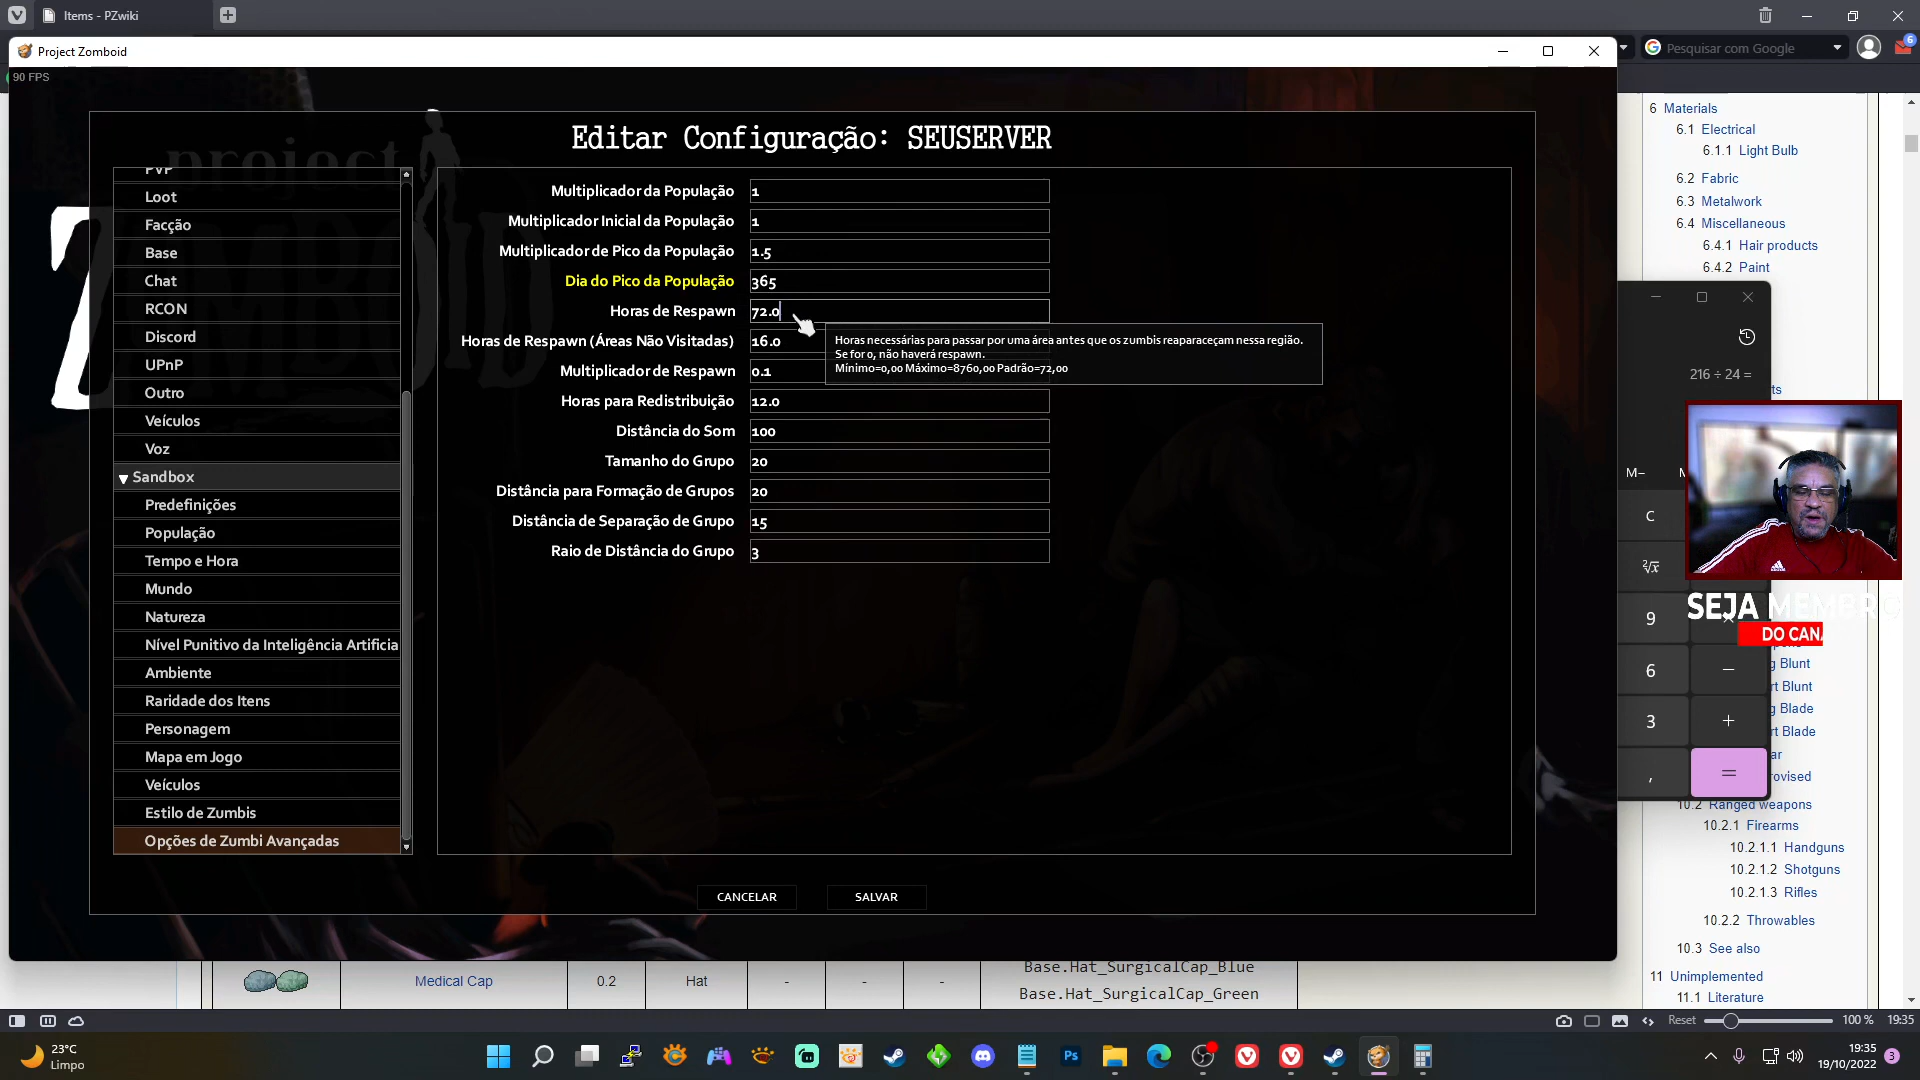 Items - PZwiki
Project Zomboid
Pesquisar com Google
6
90 FPS
project
ZOMBOID
Editar Configuração: SEUSERVER
PVP
Loot
Facção
Base
Chat
RCON
Discord
UPnP
Outro
Veículos
Voz
Sandbox
Predefinições
População
Tempo e Hora
Mundo
Natureza
Nível Punitivo da Inteligência Artificia
Ambiente
Raridade dos Itens
Personagem
Mapa em Jogo
Veículos
Estilo de Zumbis
Opções de Zumbi Avançadas
Multiplicador da População 1
Multiplicador Inicial da População 1
Multiplicador de Pico da População 1.5
Dia do Pico da População 365
Horas de Respawn 72.0
Horas de Respawn (Áreas Não Visitadas) 16.0
Multiplicador de Respawn 0.1
Horas para Redistribuição 12.0
Distância do Som 100
Tamanho do Grupo 20
Distância para Formação de Grupos 20
Distância de Separação de Grupo 15
Raio de Distância do Grupo 3
Horas necessárias para passar por uma área antes que os zumbis reaparaceçam nessa região.
Se for 0, não haverá respawn.
Mínimo=0,00 Máximo=8760,00 Padrão=72,00
CANCELAR
SALVAR
6 Materials
6.1 Electrical
6.1.1 Light Bulb
6.2 Fabric
6.3 Metalwork
6.4 Miscellaneous
6.4.1 Hair products
6.4.2 Paint
216 ÷ 24 =
M−
C
²√x
9
6 −
3 +
, =
SEJA MEMBRO
DO CANA
g Blunt
rt Blunt
g Blade
rt Blade
ar
rovised
10.2 Ranged weapons
10.2.1 Firearms
10.2.1.1 Handguns
10.2.1.2 Shotguns
10.2.1.3 Rifles
10.2.2 Throwables
10.3 See also
11 Unimplemented
11.1 Literature
Medical Cap
0.2
Hat
-
-
-
Base.Hat_SurgicalCap_Blue
Base.Hat_SurgicalCap_Green
Reset
100 %
19:35
23°C
Limpo
Ps
19:35
19/10/2022
3